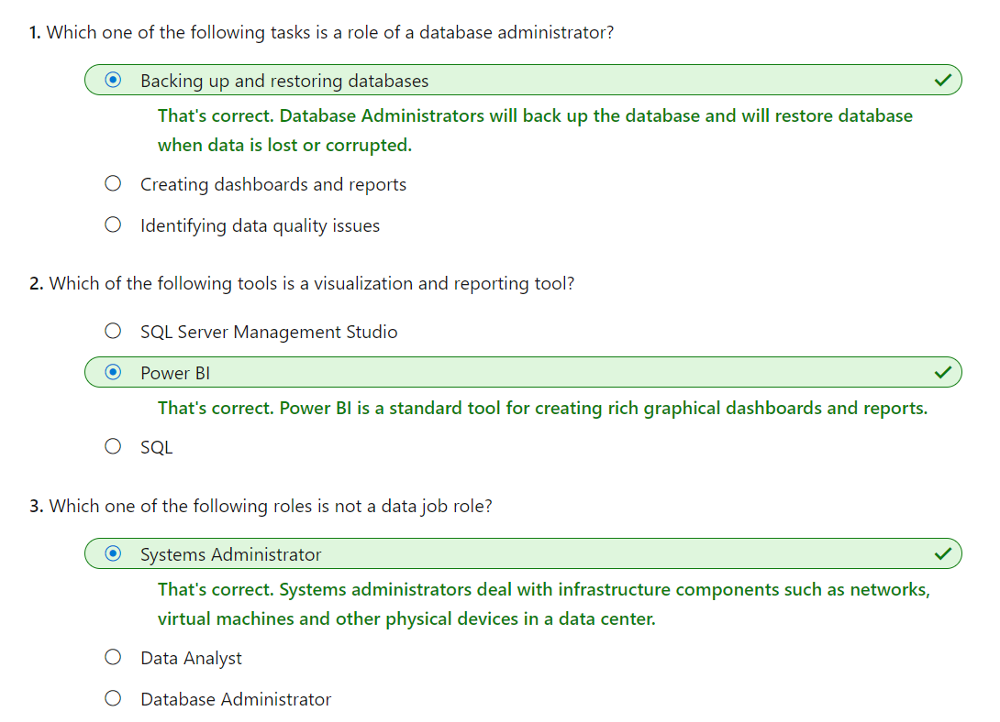 1. Which one of the following tasks is a role of a database administrator?
Backing up and restoring databases
That's correct. Database Administrators will back up the database and will restore database
when data is lost or corrupted.
Creating dashboards and reports
Identifying data quality issues
2. Which of the following tools is a visualization and reporting tool?
SQL Server Management Studio
Power BI
That's correct. Power BI is a standard tool for creating rich graphical dashboards and reports.
SQL
3. Which one of the following roles is not a data job role?
Systems Administrator
That's correct. Systems administrators deal with infrastructure components such as networks,
virtual machines and other physical devices in a data center.
Data Analyst
Database Administrator